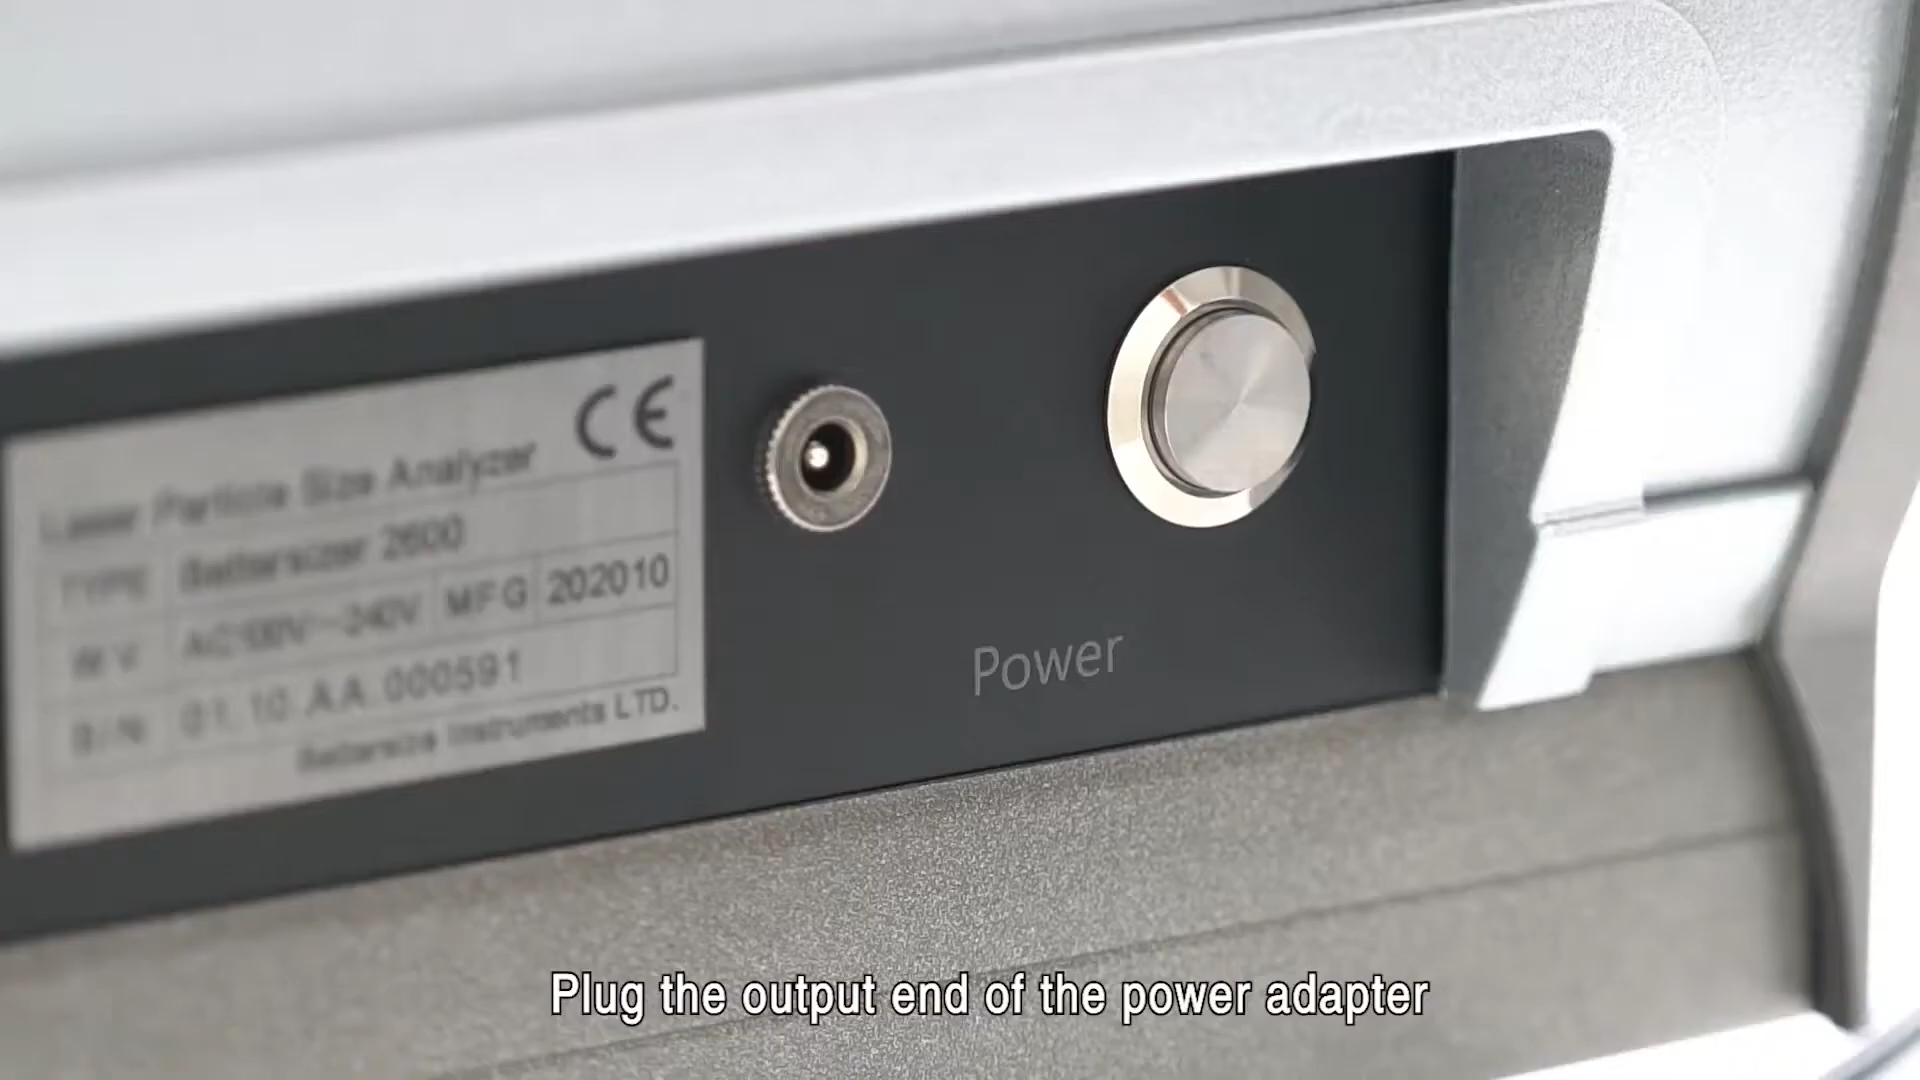 CE
Laser Particle Size Analyzer
TYPE Bettersizer 2600
W V AC100V~240V MFG 202010
S/N 01.10.AA.000591
Bettersize Instruments LTD.
Power
Plug the output end of the power adapter